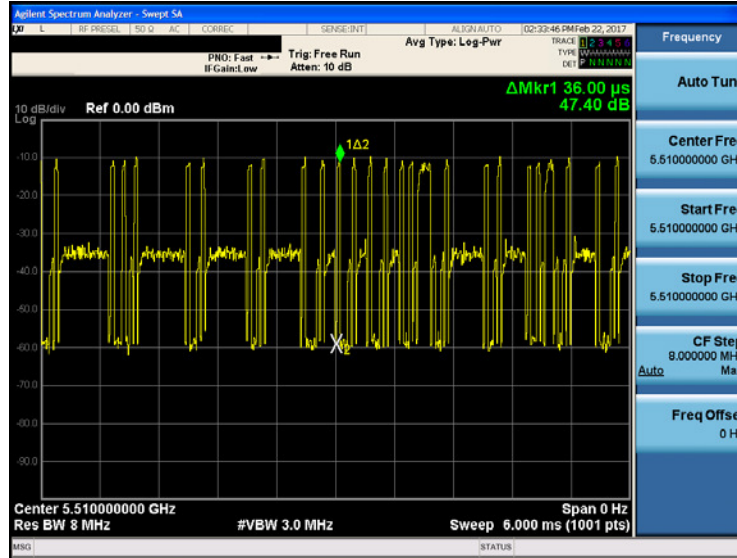 Agilent Spectrum Analyzer - Swept SA
LXI L RF PRESEL 50 Ω AC CORREC SENSE:INT ALIGN AUTO 02:33:46 PM Feb 22, 2017
Avg Type: Log-Pwr TRACE 1 2 3 4 5 6
TYPE WWWWWW
DET P N N N N N
PNO: Fast Trig: Free Run
IFGain:Low Atten: 10 dB
ΔMkr1 36.00 µs
47.40 dB
10 dB/div Ref 0.00 dBm
Log
1Δ2
-10.0
-20.0
-30.0
-40.0
-50.0
-60.0
2
-70.0
-80.0
-90.0
Center 5.510000000 GHz Span 0 Hz
Res BW 8 MHz #VBW 3.0 MHz Sweep 6.000 ms (1001 pts)
MSG STATUS
Frequency
Auto Tun
Center Fre
5.510000000 GH
Start Fre
5.510000000 GH
Stop Fre
5.510000000 GH
CF Step
8.000000 MH
Auto Ma
Freq Offse
0 H